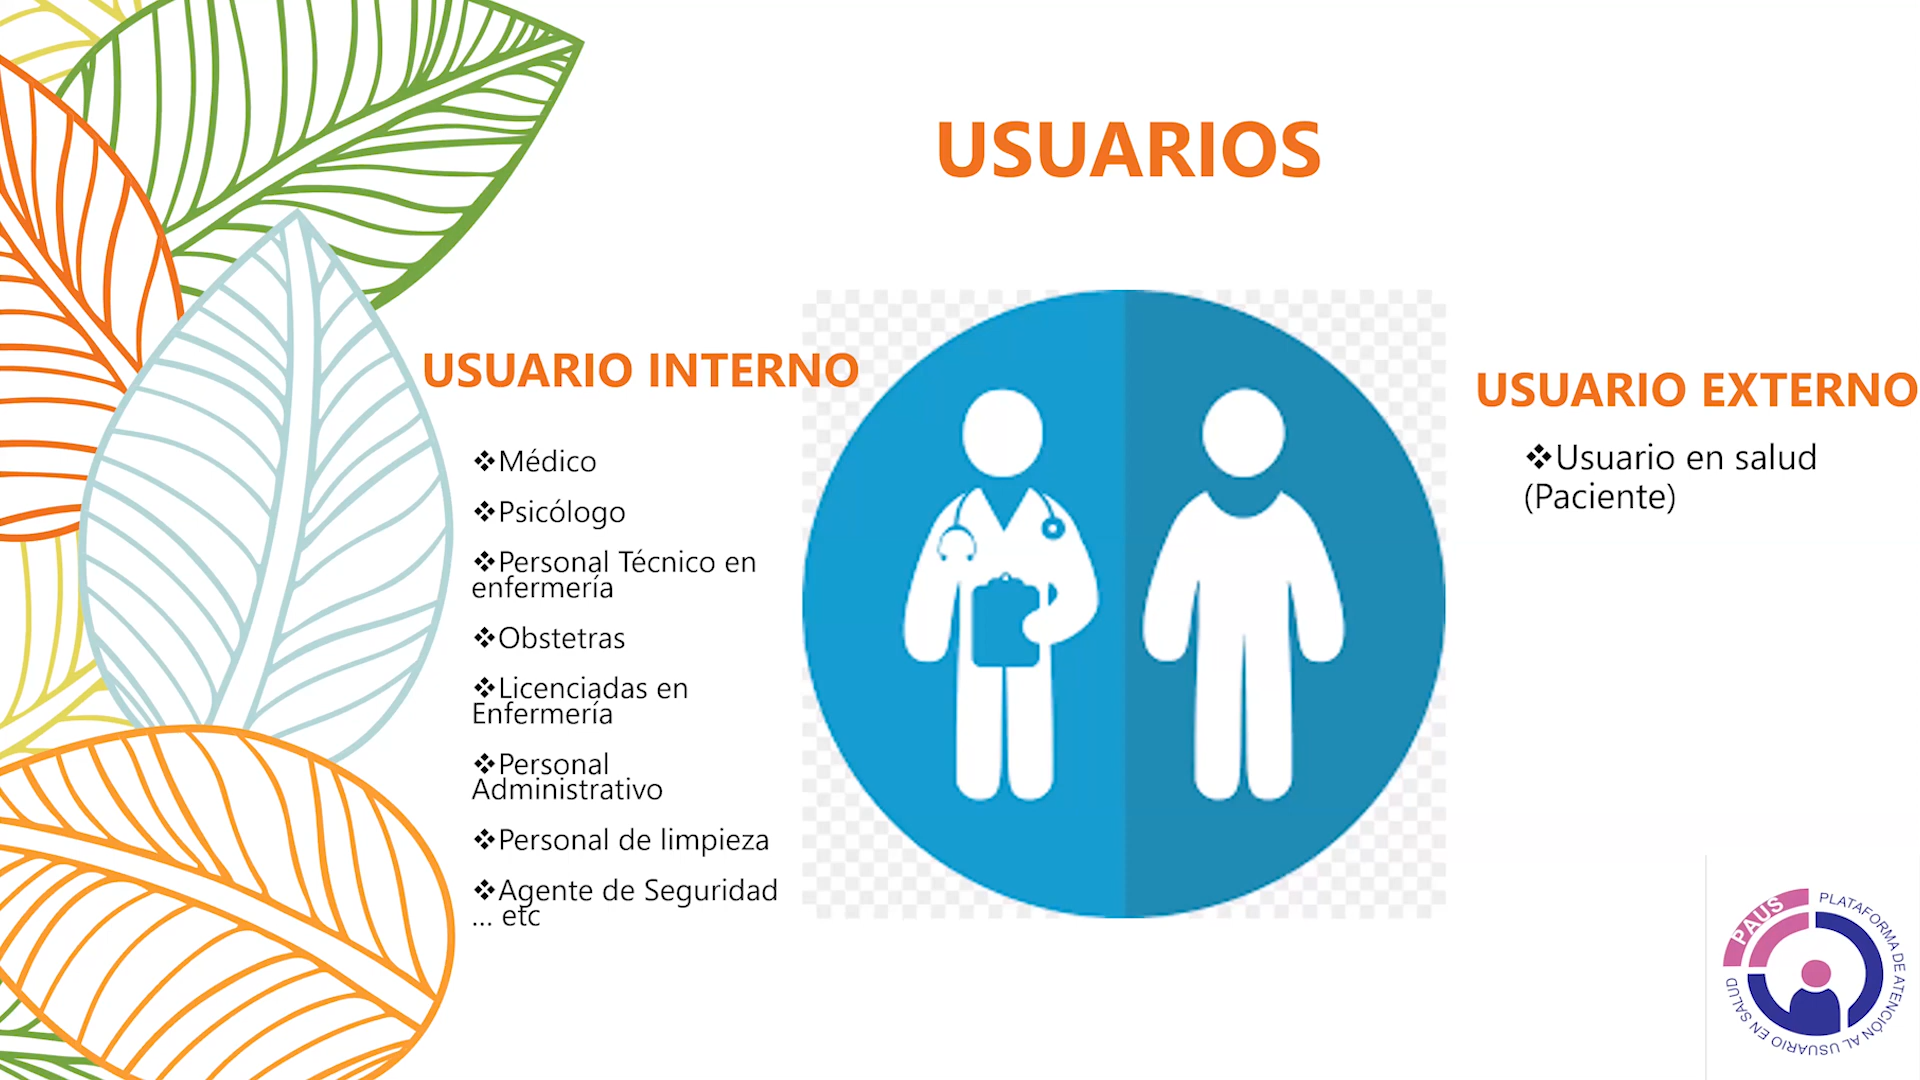 USUARIOS
USUARIO INTERNO
❖Médico
❖Psicólogo
❖Personal Técnico en
enfermería
❖Obstetras
❖Licenciadas en
Enfermería
❖Personal
Administrativo
❖Personal de limpieza
❖Agente de Seguridad
... etc
USUARIO EXTERNO
❖Usuario en salud
(Paciente)
PAUS
PLATAFORMA DE ATENCIÓN AL USUARIO EN SALUD